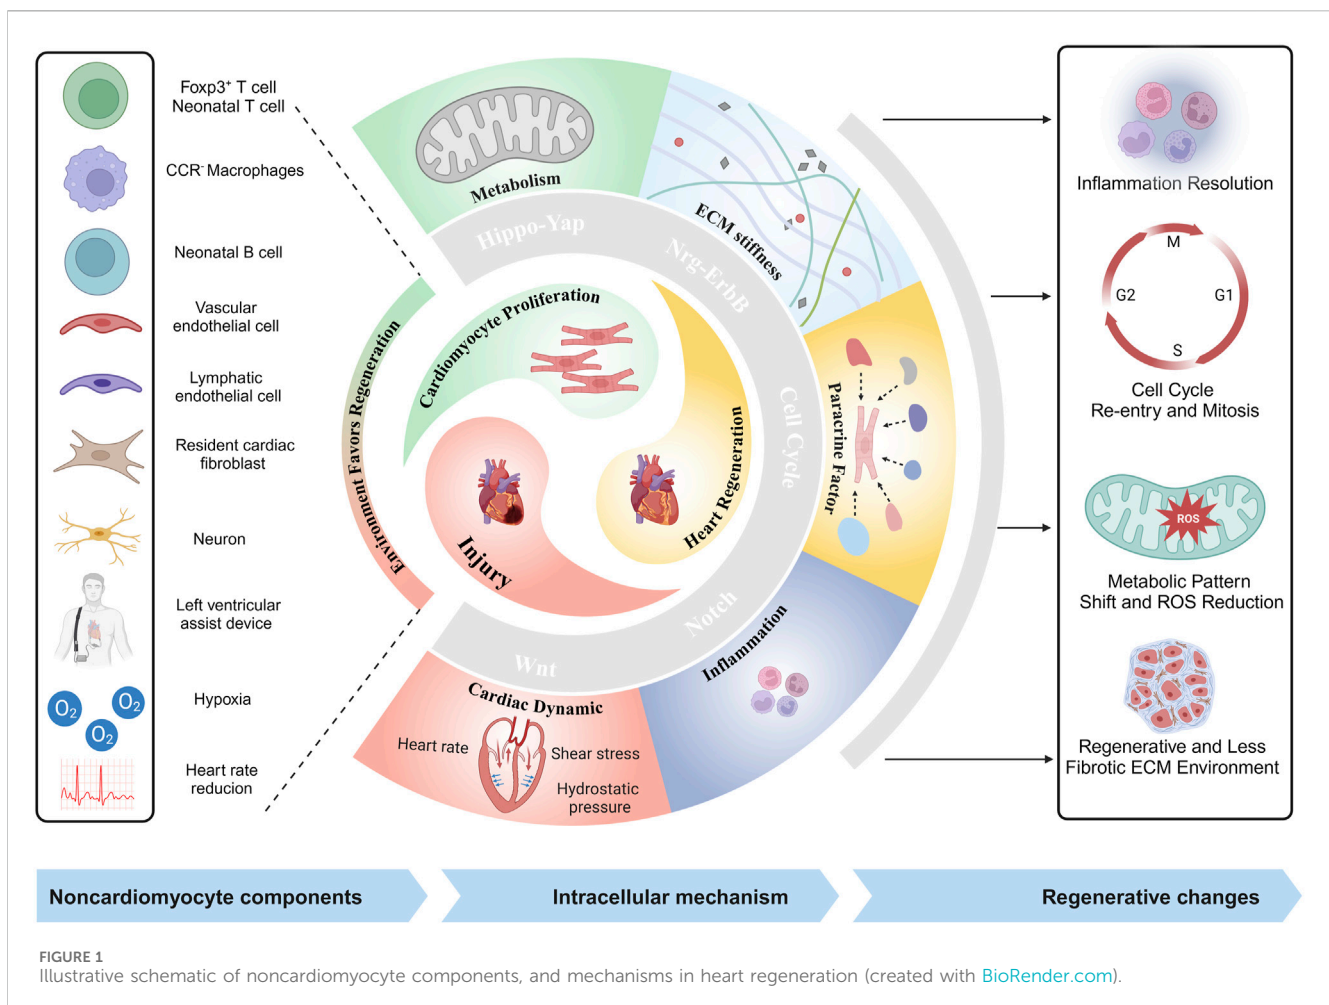 Foxp3⁺ T cell
Neonatal T cell
CCR⁻ Macrophages
Neonatal B cell
Vascular
endothelial cell
Lymphatic
endothelial cell
Resident cardiac
fibroblast
Neuron
Left ventricular
assist device
O₂
O₂
O₂
Hypoxia
Heart rate
reducion
Environment Favors Regeneration
Metabolism
ECM stiffness
Paracrine Factor
Inflammation
Cardiac Dynamic
Heart rate
Shear stress
Hydrostatic
pressure
Hippo-Yap
Nrg-ErbB
Cell Cycle
Notch
Wnt
Cardiomyocyte Proliferation
Heart Regeneration
Injury
Inflammation Resolution
M
G2
G1
S
Cell Cycle
Re-entry and Mitosis
ROS
Metabolic Pattern
Shift and ROS Reduction
Regenerative and Less
Fibrotic ECM Environment
Noncardiomyocyte components
Intracellular mechanism
Regenerative changes
FIGURE 1
Illustrative schematic of noncardiomyocyte components, and mechanisms in heart regeneration (created with BioRender.com).